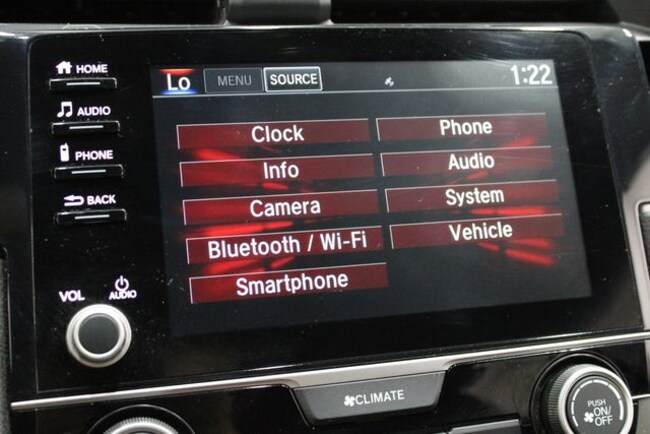 HOME
AUDIO
PHONE
BACK
VOL
AUDIO
Lo MENU SOURCE 1:22
Clock Phone
Info Audio
Camera System
Bluetooth / Wi-Fi Vehicle
Smartphone
CLIMATE
PUSH
ON/
OFF